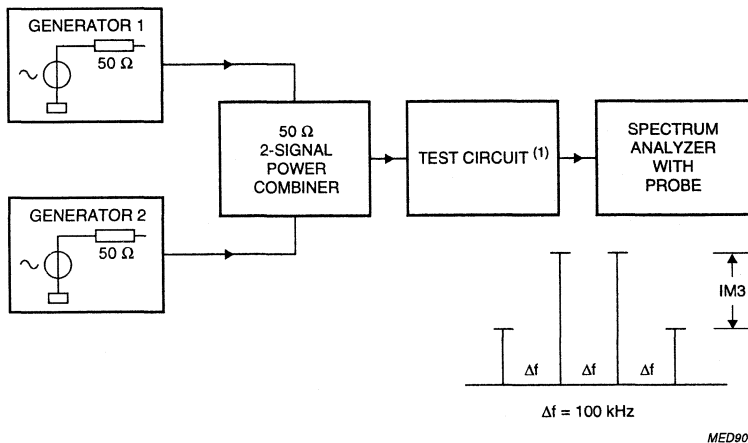 GENERATOR 1
50 Ω
50 Ω
2-SIGNAL
POWER
COMBINER
TEST CIRCUIT (1)
SPECTRUM
ANALYZER
WITH
PROBE
GENERATOR 2
50 Ω
IM3
Δf Δf Δf
Δf = 100 kHz